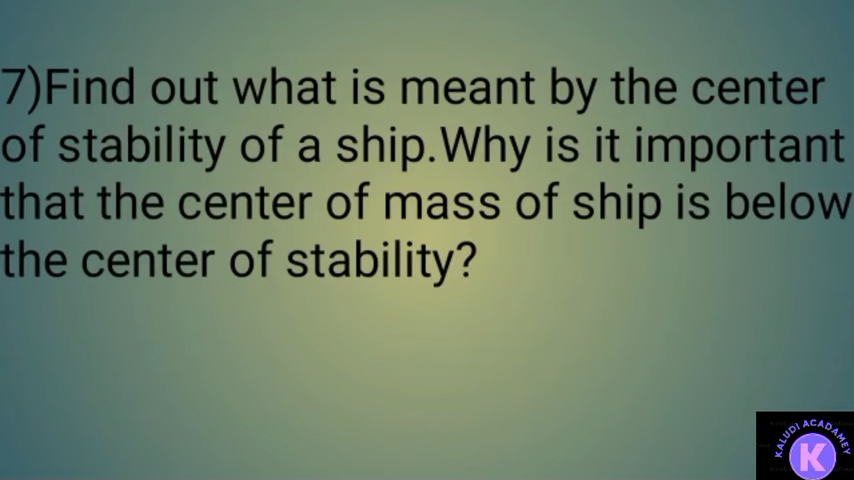 7)Find out what is meant by the center
of stability of a ship.Why is it important
that the center of mass of ship is below
the center of stability?
KALUDI ACADAMEY
K